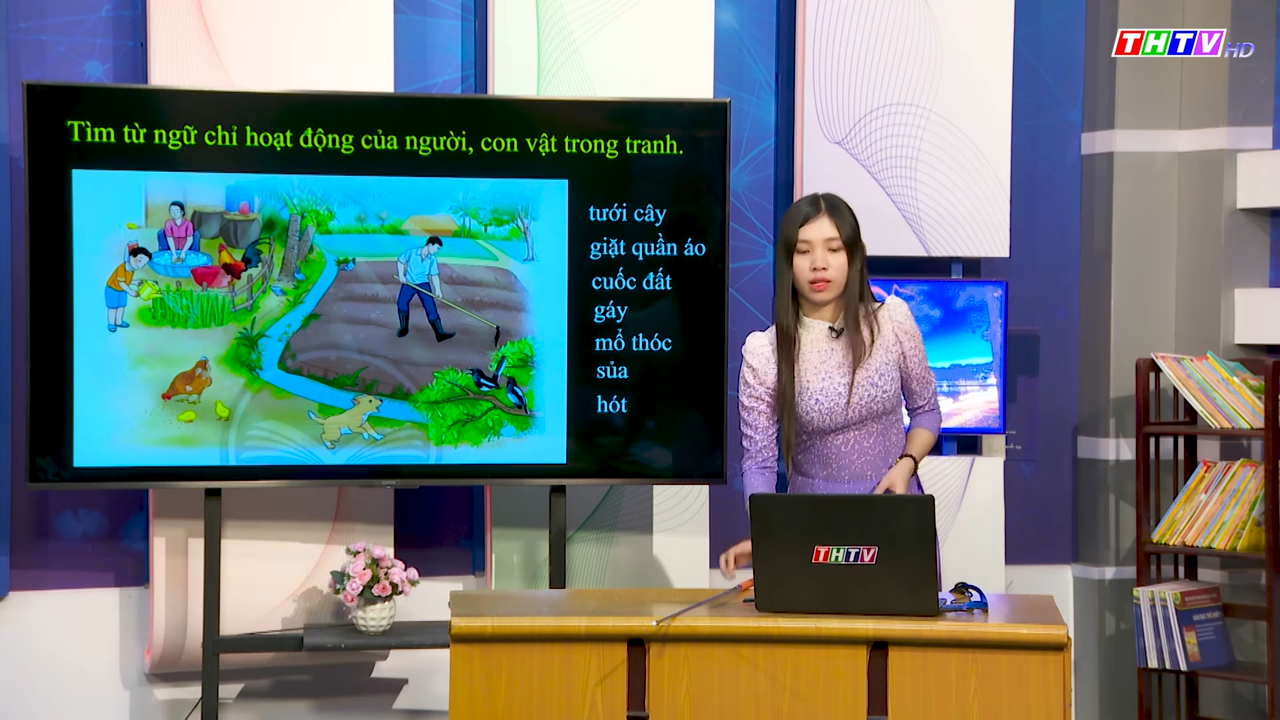 THTV HD
Tìm từ ngữ chỉ hoạt động của người, con vật trong tranh.
tưới cây
giặt quần áo
cuốc đất
gáy
mổ thóc
sủa
hót
THTV